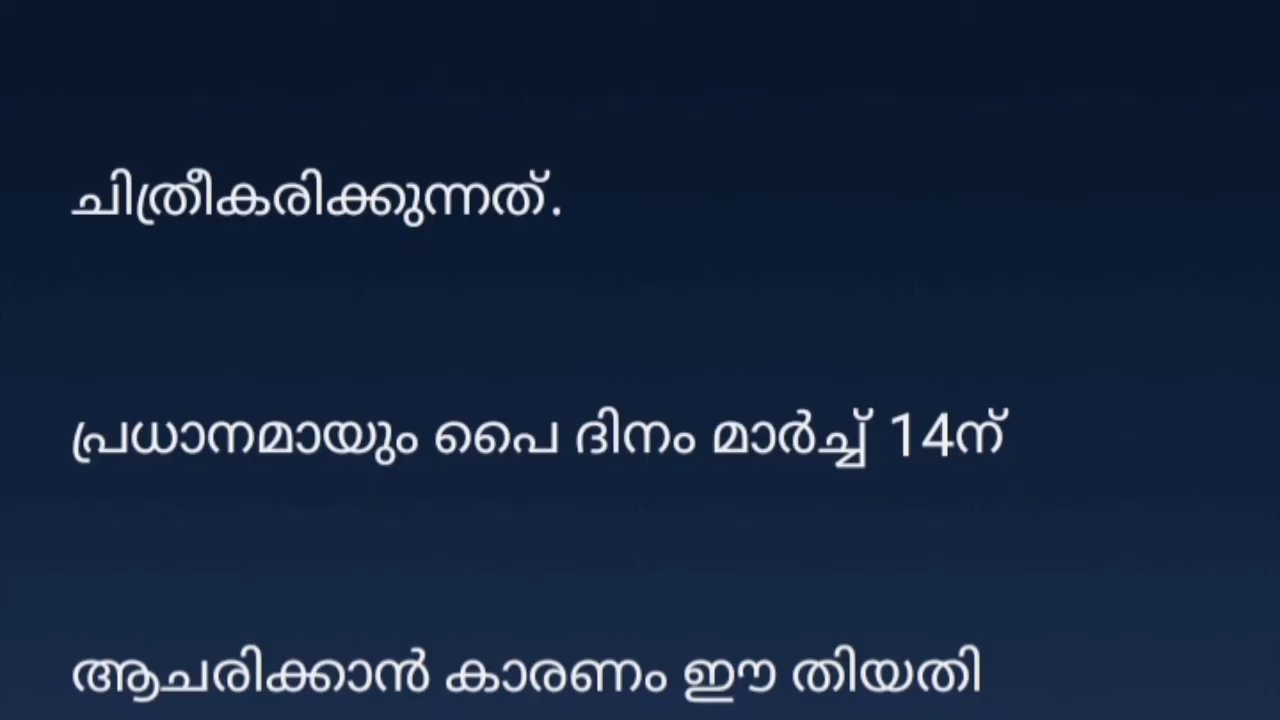 ചിത്രീകരിക്കുന്നത്.
പ്രധാനമായും പൈ ദിനം മാർച്ച് 14ന്
ആചരിക്കാൻ കാരണം ഈ തിയതി